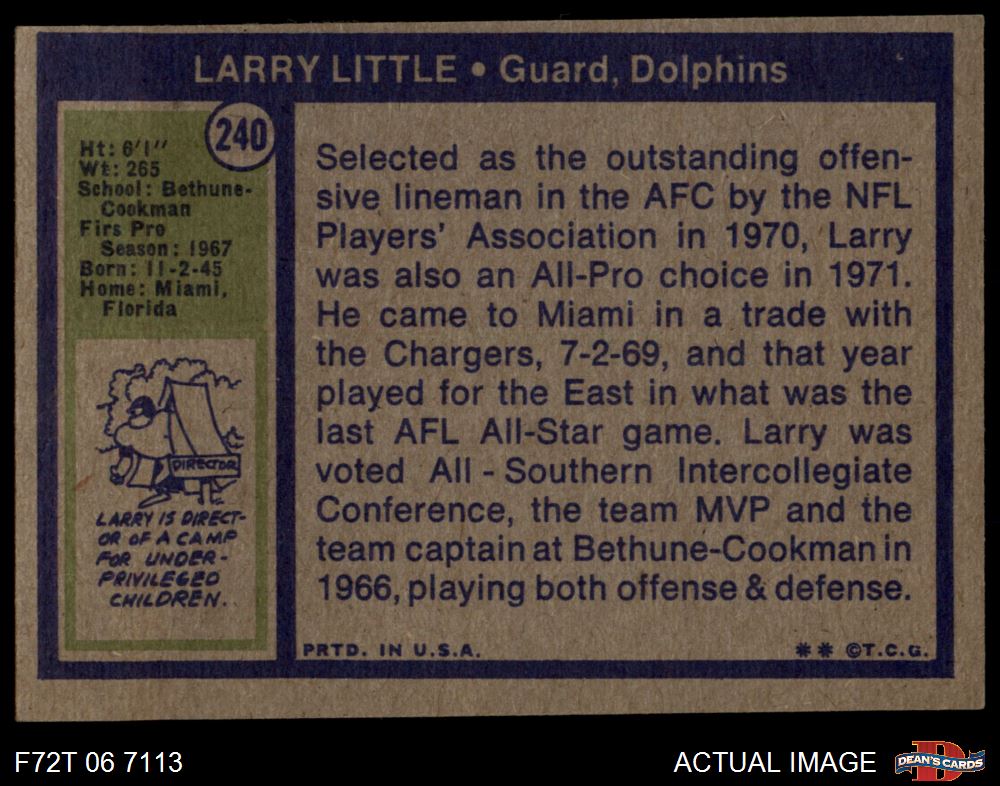 LARRY LITTLE • Guard, Dolphins
240
Ht: 6'1"
Wt: 265
School: Bethune-
Cookman
Firs Pro
Season: 1967
Born: 11-2-45
Home: Miami,
Florida
DIRECTOR
LARRY IS DIRECT-
OR OF A CAMP
FOR UNDER-
PRIVILEGED
CHILDREN.
Selected as the outstanding offen-
sive lineman in the AFC by the NFL
Players' Association in 1970, Larry
was also an All-Pro choice in 1971.
He came to Miami in a trade with
the Chargers, 7-2-69, and that year
played for the East in what was the
last AFL All-Star game. Larry was
voted All - Southern Intercollegiate
Conference, the team MVP and the
team captain at Bethune-Cookman in
1966, playing both offense & defense.
PRTD. IN U.S.A.
** ©T.C.G.
F72T 06 7113
ACTUAL IMAGE
D
DEAN'S CARDS